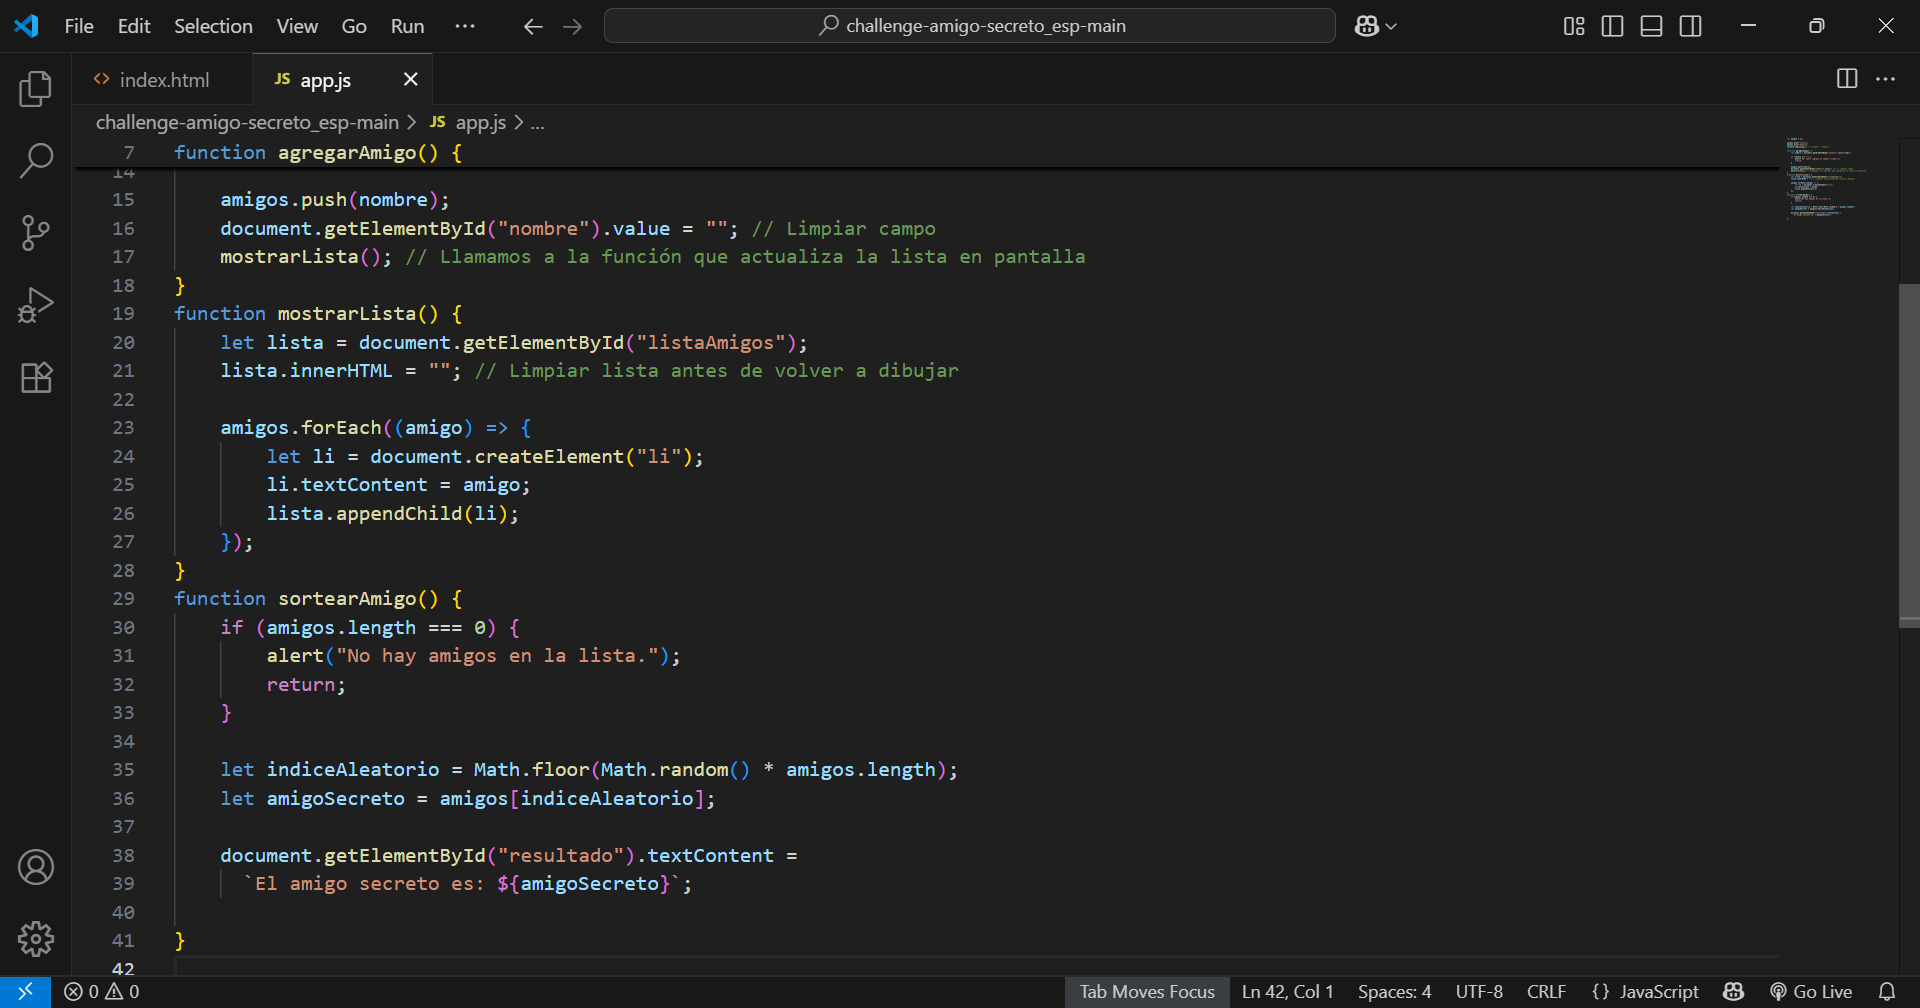 File Edit Selection View Go Run ··· challenge-amigo-secreto_esp-main
index.html JS app.js
challenge-amigo-secreto_esp-main > JS app.js > ...
7 function agregarAmigo() {
14
15 amigos.push(nombre);
16 document.getElementById("nombre").value = ""; // Limpiar campo
17 mostrarLista(); // Llamamos a la función que actualiza la lista en pantalla
18 }
19 function mostrarLista() {
20 let lista = document.getElementById("listaAmigos");
21 lista.innerHTML = ""; // Limpiar lista antes de volver a dibujar
22
23 amigos.forEach((amigo) => {
24 let li = document.createElement("li");
25 li.textContent = amigo;
26 lista.appendChild(li);
27 });
28 }
29 function sortearAmigo() {
30 if (amigos.length === 0) {
31 alert("No hay amigos en la lista.");
32 return;
33 }
34
35 let indiceAleatorio = Math.floor(Math.random() * amigos.length);
36 let amigoSecreto = amigos[indiceAleatorio];
37
38 document.getElementById("resultado").textContent =
39 `El amigo secreto es: ${amigoSecreto}`;
40
41 }
42
0 0 Tab Moves Focus Ln 42, Col 1 Spaces: 4 UTF-8 CRLF {} JavaScript Go Live